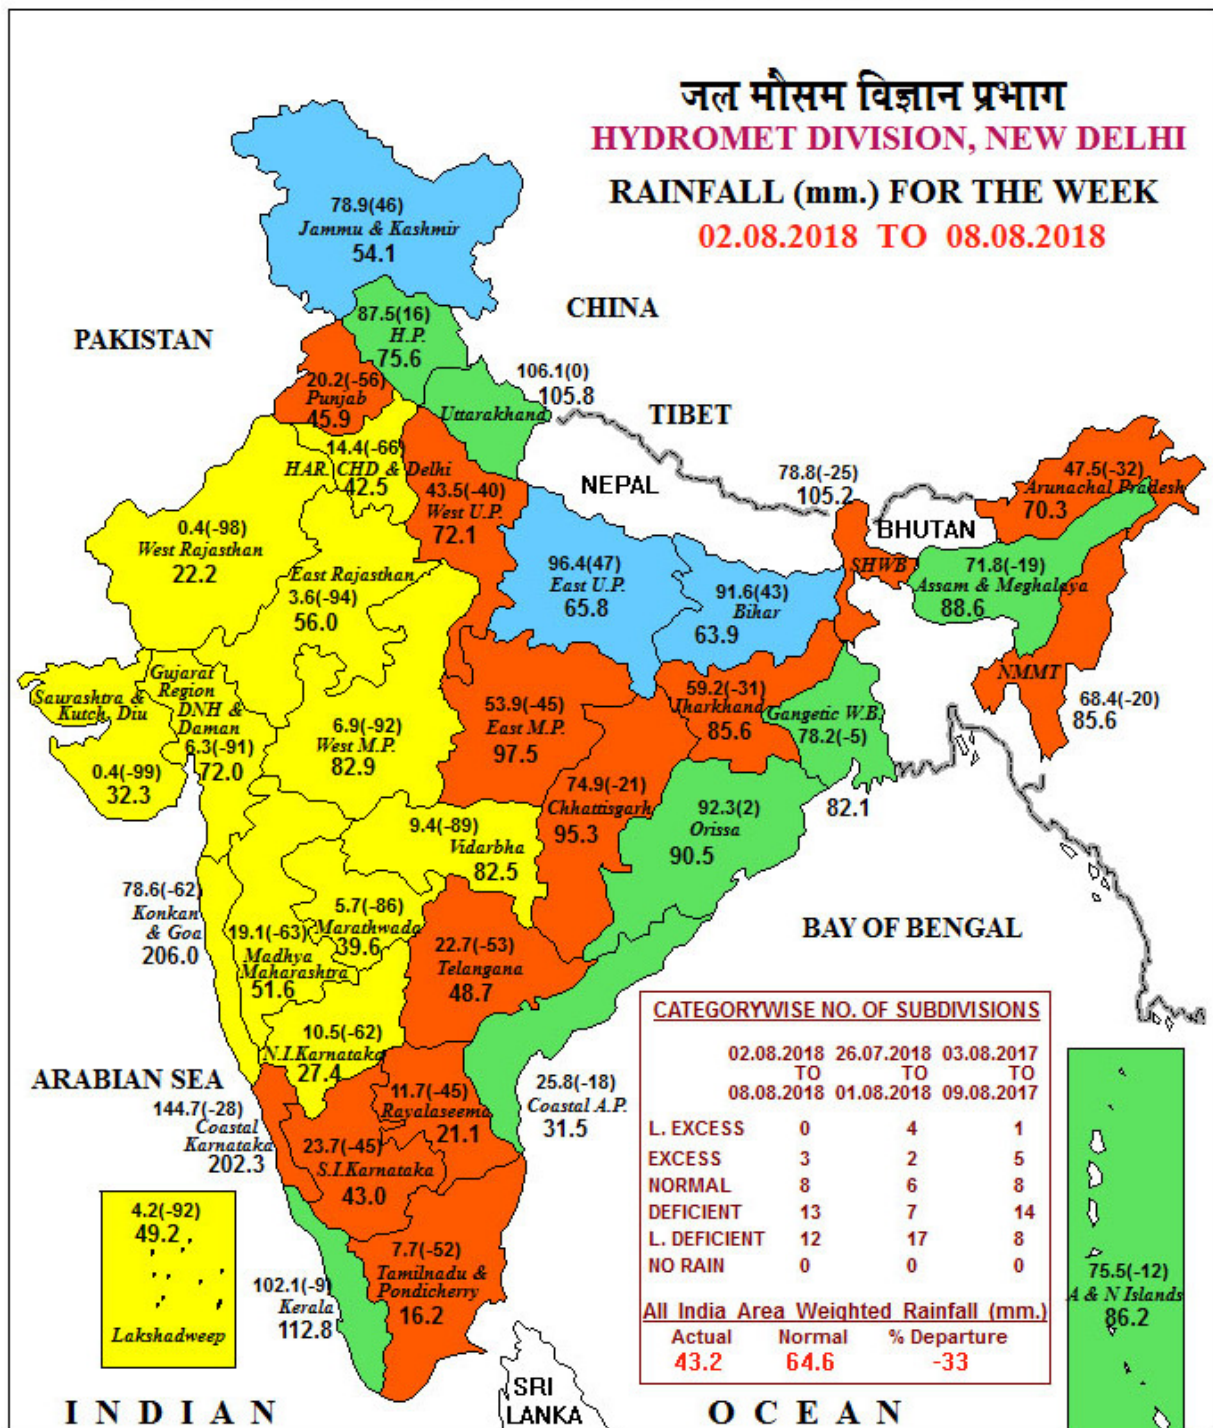 जल मौसम विज्ञान प्रभाग
HYDROMET DIVISION, NEW DELHI
RAINFALL (mm.) FOR THE WEEK
02.08.2018 TO 08.08.2018
78.9(46)
Jammu & Kashmir
54.1
CHINA
PAKISTAN
87.5(16)
H.P.
75.6
20.2(-56)
Punjab
45.9
106.1(0)
105.8
Uttarakhand
TIBET
14.4(-66)
HAR. CHD & Delhi
42.5
43.5(-40)
West U.P.
72.1
NEPAL
78.8(-25)
105.2
SHWB
BHUTAN
47.5(-32)
Arunachal Pradesh
70.3
0.4(-98)
West Rajasthan
22.2
East Rajasthan
3.6(-94)
56.0
96.4(47)
East U.P.
65.8
91.6(43)
Bihar
63.9
71.8(-19)
Assam & Meghalaya
88.6
NMMT
68.4(-20)
85.6
Saurashtra &
Kutch, Diu
0.4(-99)
32.3
Gujarat
Region
DNH &
Daman
6.3(-91)
72.0
6.9(-92)
West M.P.
82.9
53.9(-45)
East M.P.
97.5
59.2(-31)
Jharkhand
85.6
Gangetic W.B.
78.2(-5)
82.1
74.9(-21)
Chhattisgarh
95.3
92.3(2)
Orissa
90.5
9.4(-89)
Vidarbha
82.5
78.6(-62)
Konkan
& Goa
206.0
19.1(-63)
Madhya
Maharashtra
51.6
5.7(-86)
Marathwada
39.6
22.7(-53)
Telangana
48.7
BAY OF BENGAL
10.5(-62)
N.I.Karnataka
27.4
ARABIAN SEA
144.7(-28)
Coastal
Karnataka
202.3
11.7(-45)
Rayalaseema
21.1
25.8(-18)
Coastal A.P.
31.5
23.7(-45)
S.I.Karnataka
43.0
4.2(-92)
49.2
Lakshadweep
102.1(-9)
Kerala
112.8
7.7(-52)
Tamilnadu &
Pondicherry
16.2
CATEGORYWISE NO. OF SUBDIVISIONS
02.08.2018 26.07.2018 03.08.2017
TO TO TO
08.08.2018 01.08.2018 09.08.2017
L. EXCESS 0 4 1
EXCESS 3 2 5
NORMAL 8 6 8
DEFICIENT 13 7 14
L. DEFICIENT 12 17 8
NO RAIN 0 0 0
All India Area Weighted Rainfall (mm.)
Actual Normal % Departure
43.2 64.6 -33
75.5(-12)
A & N Islands
86.2
SRI
LANKA
INDIAN OCEAN